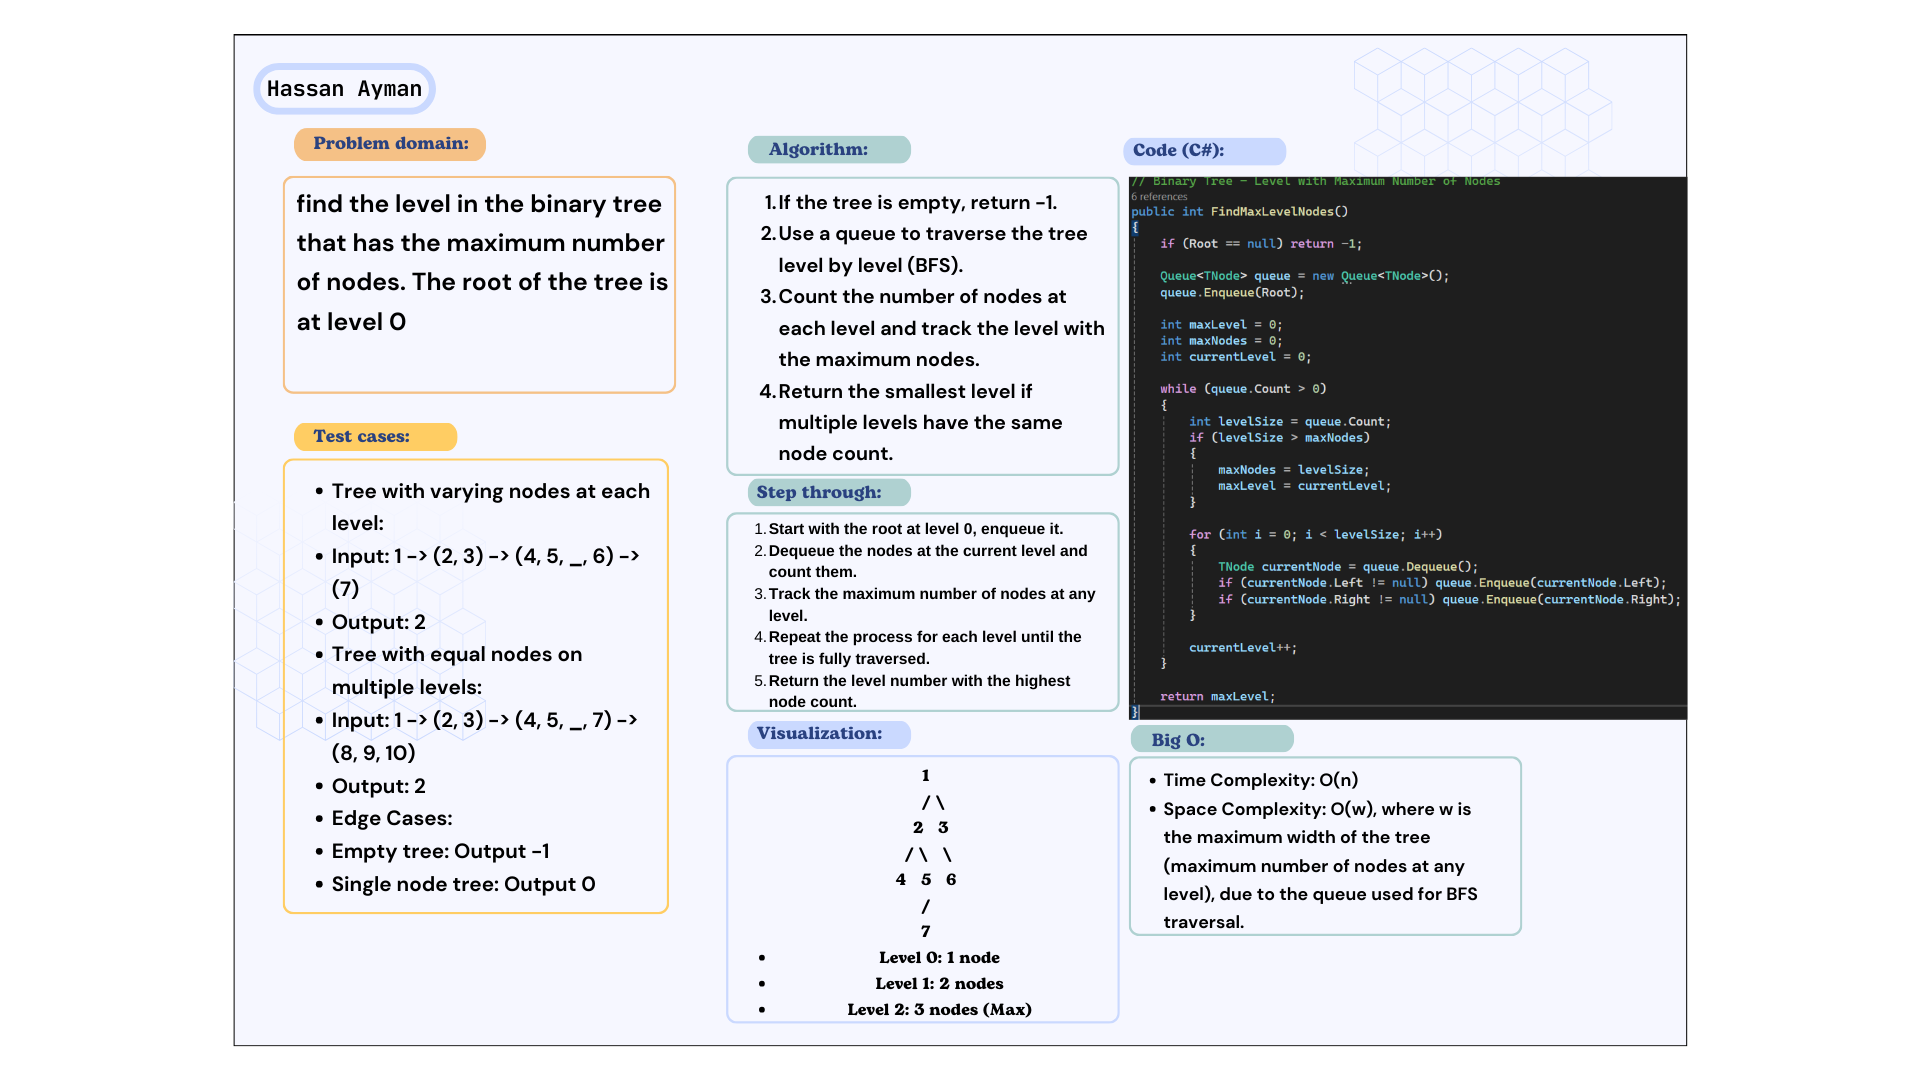 Hassan Ayman
Problem domain:
find the level in the binary tree
that has the maximum number
of nodes. The root of the tree is
at level 0
Test cases:
• Tree with varying nodes at each
level:
• Input: 1 -> (2, 3) -> (4, 5, _, 6) ->
(7)
• Output: 2
• Tree with equal nodes on
multiple levels:
• Input: 1 -> (2, 3) -> (4, 5, _, 7) ->
(8, 9, 10)
• Output: 2
• Edge Cases:
• Empty tree: Output -1
• Single node tree: Output 0
Algorithm:
1. If the tree is empty, return -1.
2. Use a queue to traverse the tree
level by level (BFS).
3. Count the number of nodes at
each level and track the level with
the maximum nodes.
4. Return the smallest level if
multiple levels have the same
node count.
Step through:
1. Start with the root at level 0, enqueue it.
2. Dequeue the nodes at the current level and
count them.
3. Track the maximum number of nodes at any
level.
4. Repeat the process for each level until the
tree is fully traversed.
5. Return the level number with the highest
node count.
Visualization:
1
/ \
2 3
/ \ \
4 5 6
/
7
• Level 0: 1 node
• Level 1: 2 nodes
• Level 2: 3 nodes (Max)
Code (C#):
// Binary Tree - Level with Maximum Number of Nodes
6 references
public int FindMaxLevelNodes()
{
if (Root == null) return -1;
Queue<TNode> queue = new Queue<TNode>();
queue.Enqueue(Root);
int maxLevel = 0;
int maxNodes = 0;
int currentLevel = 0;
while (queue.Count > 0)
{
int levelSize = queue.Count;
if (levelSize > maxNodes)
{
maxNodes = levelSize;
maxLevel = currentLevel;
}
for (int i = 0; i < levelSize; i++)
{
TNode currentNode = queue.Dequeue();
if (currentNode.Left != null) queue.Enqueue(currentNode.Left);
if (currentNode.Right != null) queue.Enqueue(currentNode.Right);
}
currentLevel++;
}
return maxLevel;
}
Big O:
• Time Complexity: O(n)
• Space Complexity: O(w), where w is
the maximum width of the tree
(maximum number of nodes at any
level), due to the queue used for BFS
traversal.